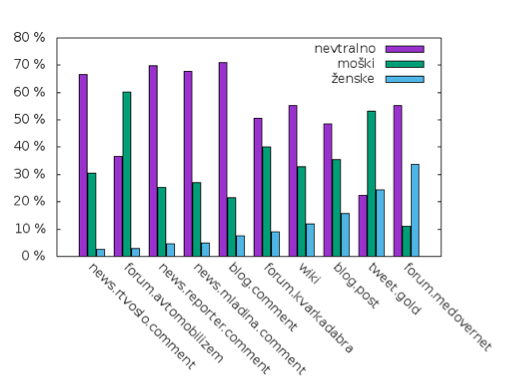 80 %
70 %
60 %
50 %
40 %
30 %
20 %
10 %
0 %
nevtralno
moški
ženske
news.rtvoslo.comment
forum.avtomobilizem
news.reporter.comment
news.mladina.comment
blog.comment
forum.kvarkadabra
wiki
blog.post
tweet.gold
forum.medovernet